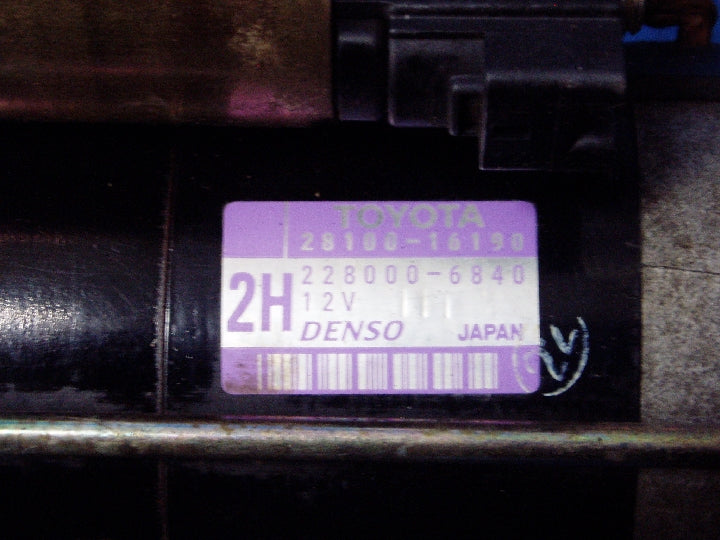 TOYOTA
28100-16190
2H
228000-6840
12V
DENSO JAPAN